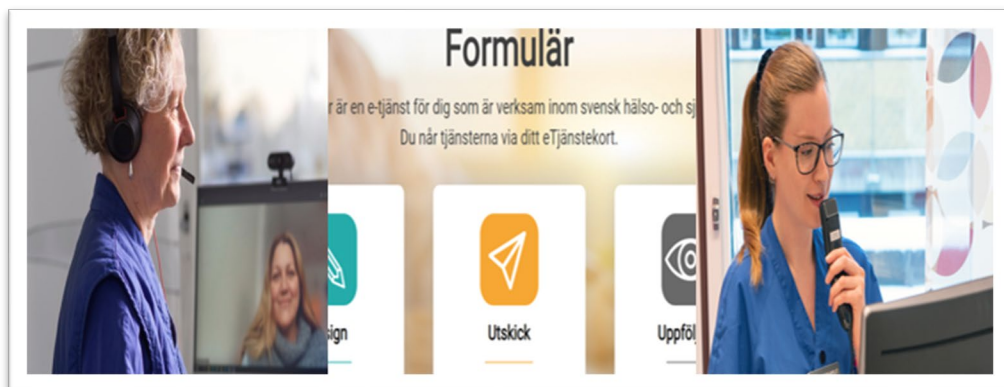 Formulär
r är en e-tjänst för dig som är verksam inom svensk hälso- och sj
Du når tjänsterna via ditt eTjänstekort.
sign
Utskick
Uppföl